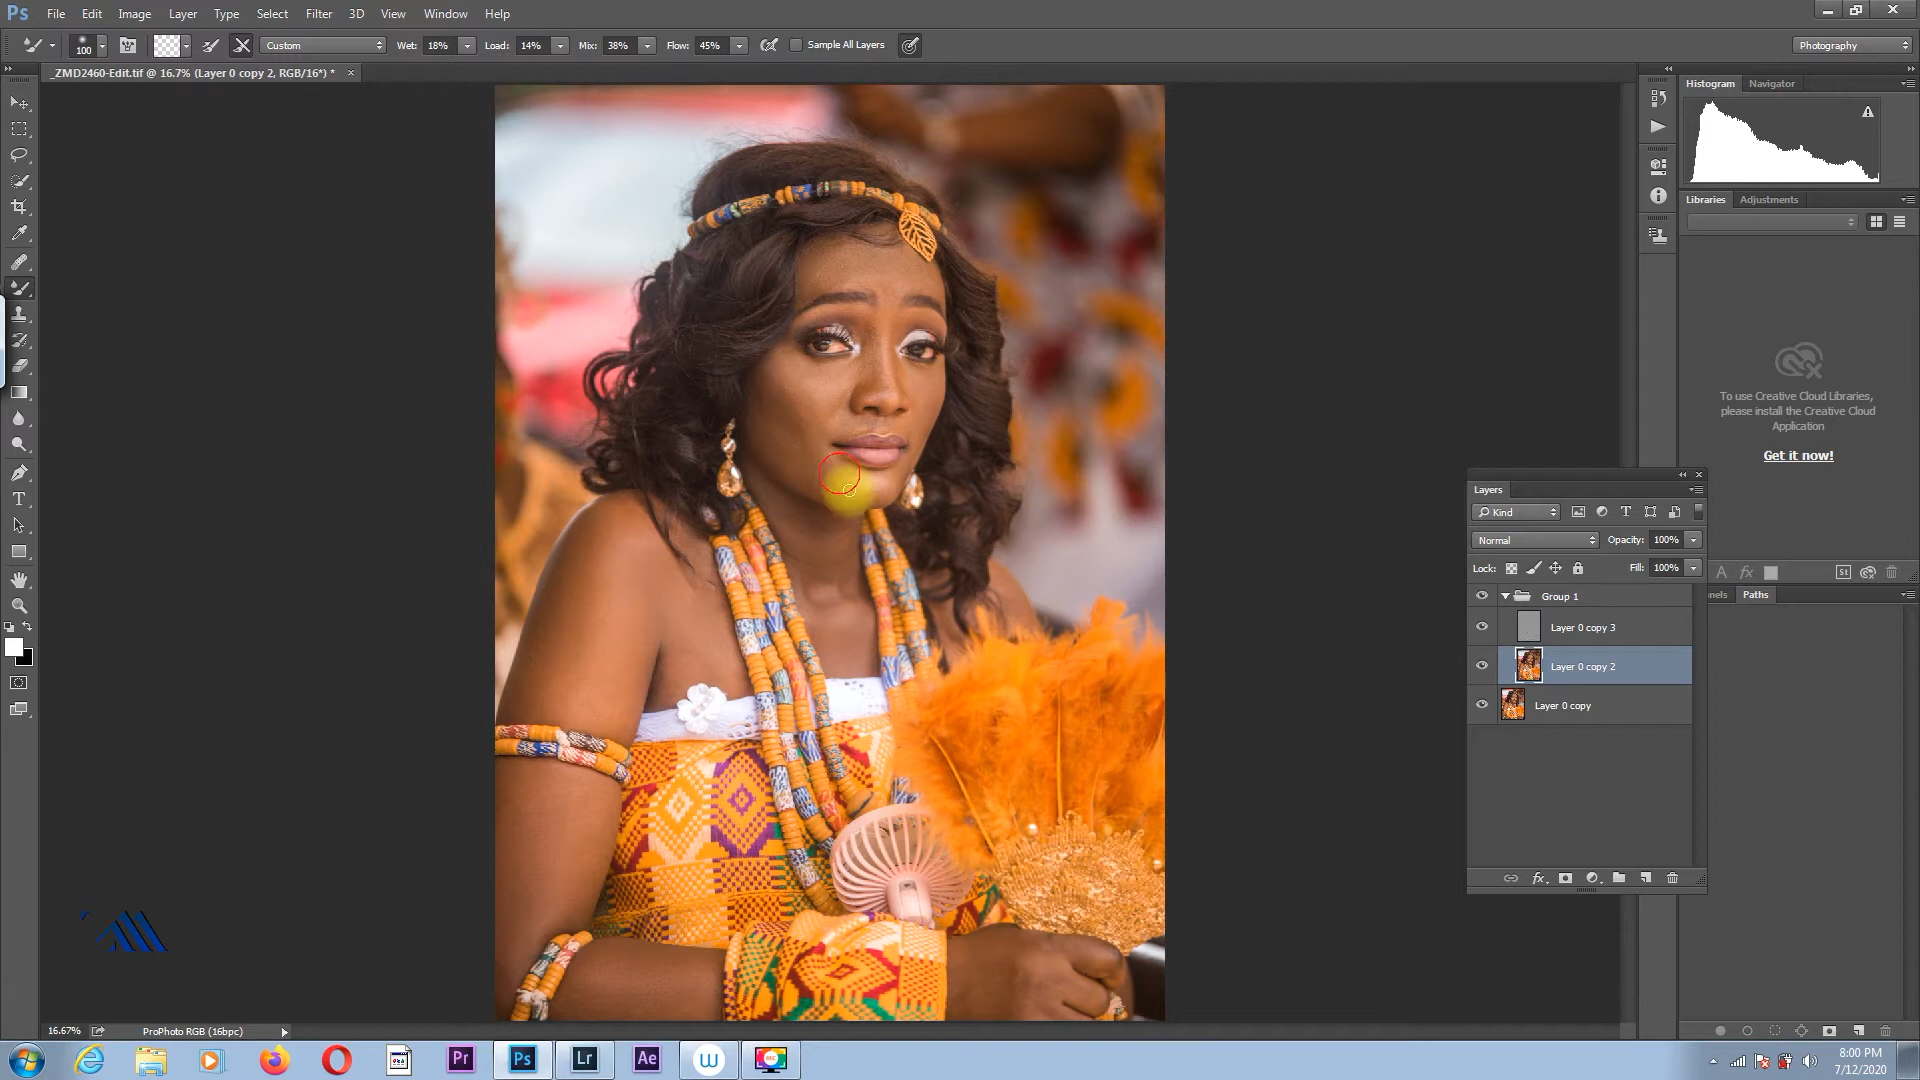 Ps File Edit Image Layer Type Select Filter 3D View Window Help
100 Custom Wet: 18% Load: 14% Mix: 38% Flow: 45% Sample All Layers Photography
_ZMD2460-Edit.tif @ 16.7% (Layer 0 copy 2, RGB/16*) *
Histogram Navigator
Libraries Adjustments
To use Creative Cloud Libraries,
please install the Creative Cloud
Application
Get it now!
Layers
Kind
Normal Opacity: 100%
Lock: Fill: 100%
St
nels Paths
Group 1
Layer 0 copy 3
Layer 0 copy 2
Layer 0 copy
fx
16.67% ProPhoto RGB (16bpc)
Pr Ps Lr Ae W REC
8:00 PM
7/12/2020